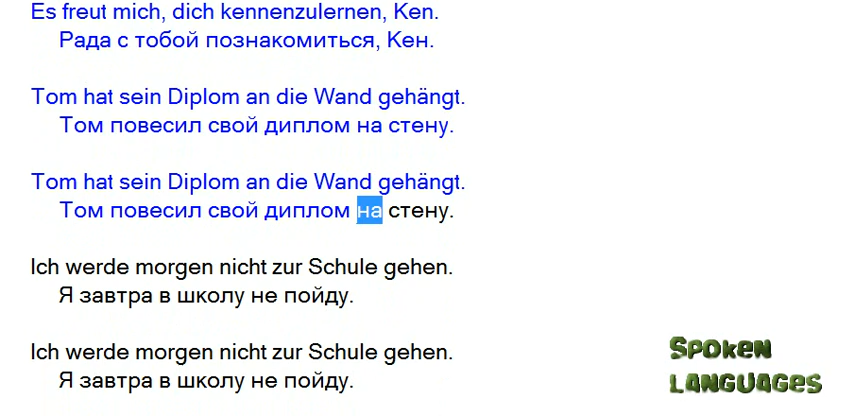 Es freut mich, dich kennenzulernen, Ken.
Рада с тобой познакомиться, Кен.
Tom hat sein Diplom an die Wand gehängt.
Том повесил свой диплом на стену.
Tom hat sein Diplom an die Wand gehängt.
Том повесил свой диплом на стену.
Ich werde morgen nicht zur Schule gehen.
Я завтра в школу не пойду.
Ich werde morgen nicht zur Schule gehen.
Я завтра в школу не пойду.
Spoken
Languages